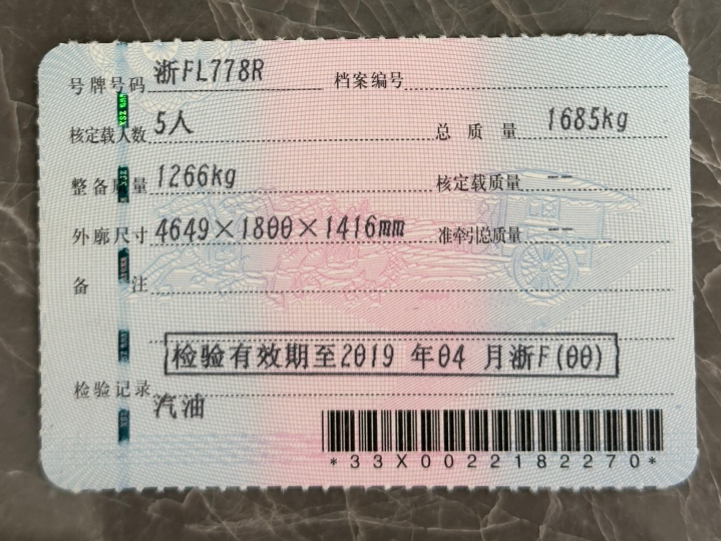 号牌号码 浙FL778R 档案编号
核定载人数 5人 总质量 1685kg
整备质量 1266kg 核定载质量 --
外廓尺寸 4649×1800×1416mm 准牵引总质量 --
备注
检验有效期至2019 年04 月浙F(00)
检验记录
汽油
*33X0022182270*